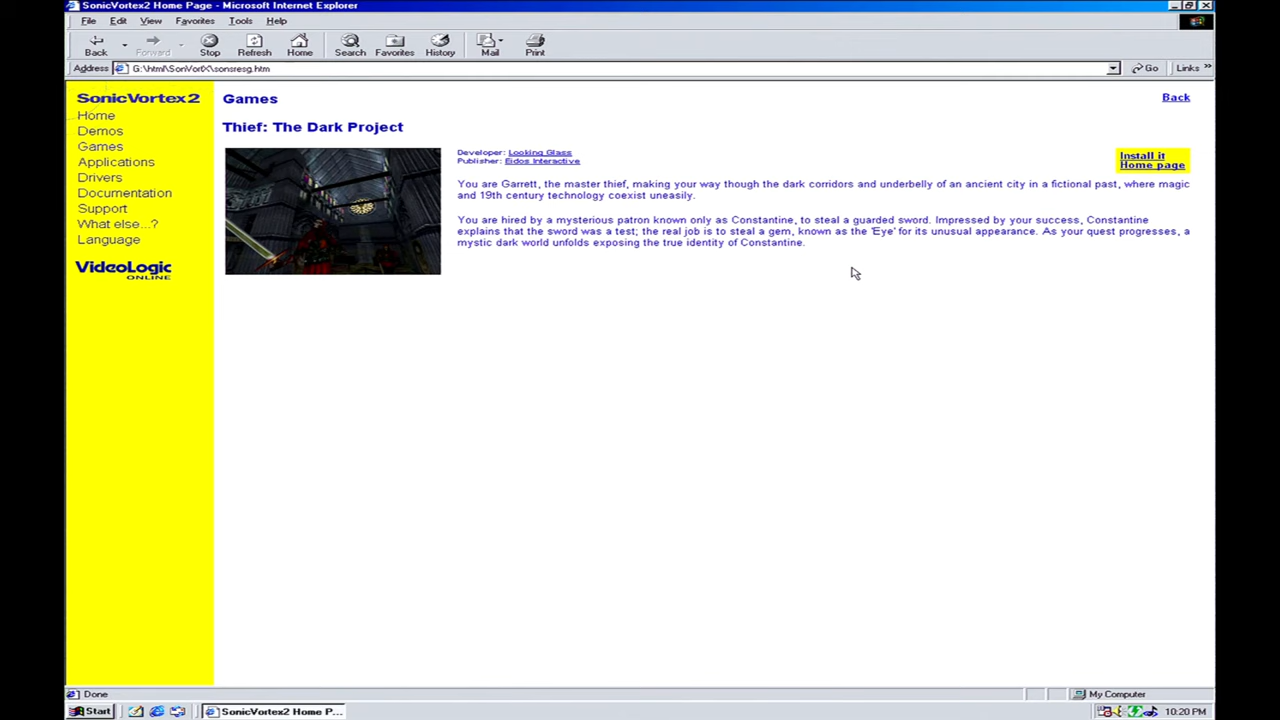 SonicVortex2 Home Page - Microsoft Internet Explorer
File Edit View Favorites Tools Help
Back Forward Stop Refresh Home Search Favorites History Mail Print
Address G:\html\SonVortX\sonsresg.htm Go Links »
SonicVortex2
Home
Demos
Games
Applications
Drivers
Documentation
Support
What else...?
Language
VideoLogic
ONLINE
Games
Back
Thief: The Dark Project
Developer: Looking Glass
Publisher: Eidos Interactive
Install it
Home page
You are Garrett, the master thief, making your way though the dark corridors and underbelly of an ancient city in a fictional past, where magic
and 19th century technology coexist uneasily.
You are hired by a mysterious patron known only as Constantine, to steal a guarded sword. Impressed by your success, Constantine
explains that the sword was a test; the real job is to steal a gem, known as the 'Eye' for its unusual appearance. As your quest progresses, a
mystic dark world unfolds exposing the true identity of Constantine.
Done
My Computer
Start
SonicVortex2 Home P...
10:20 PM